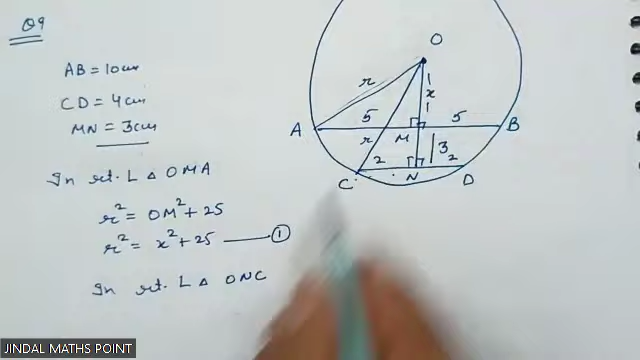 Q9
AB = 10cm
CD = 4cm
MN = 3cm
In rt. L △ OMA
r² = OM² + 25
r² = x² + 25 —— ①
In rt. L △ ONC
O
r
x
5
5
A
B
r
M
3
2
2
C
N
D
JINDAL MATHS POINT